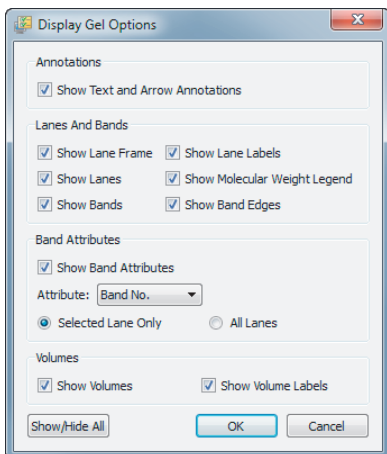 Display Gel Options
Annotations
Show Text and Arrow Annotations
Lanes And Bands
Show Lane Frame Show Lane Labels
Show Lanes Show Molecular Weight Legend
Show Bands Show Band Edges
Band Attributes
Show Band Attributes
Attribute: Band No.
Selected Lane Only All Lanes
Volumes
Show Volumes Show Volume Labels
Show/Hide All OK Cancel